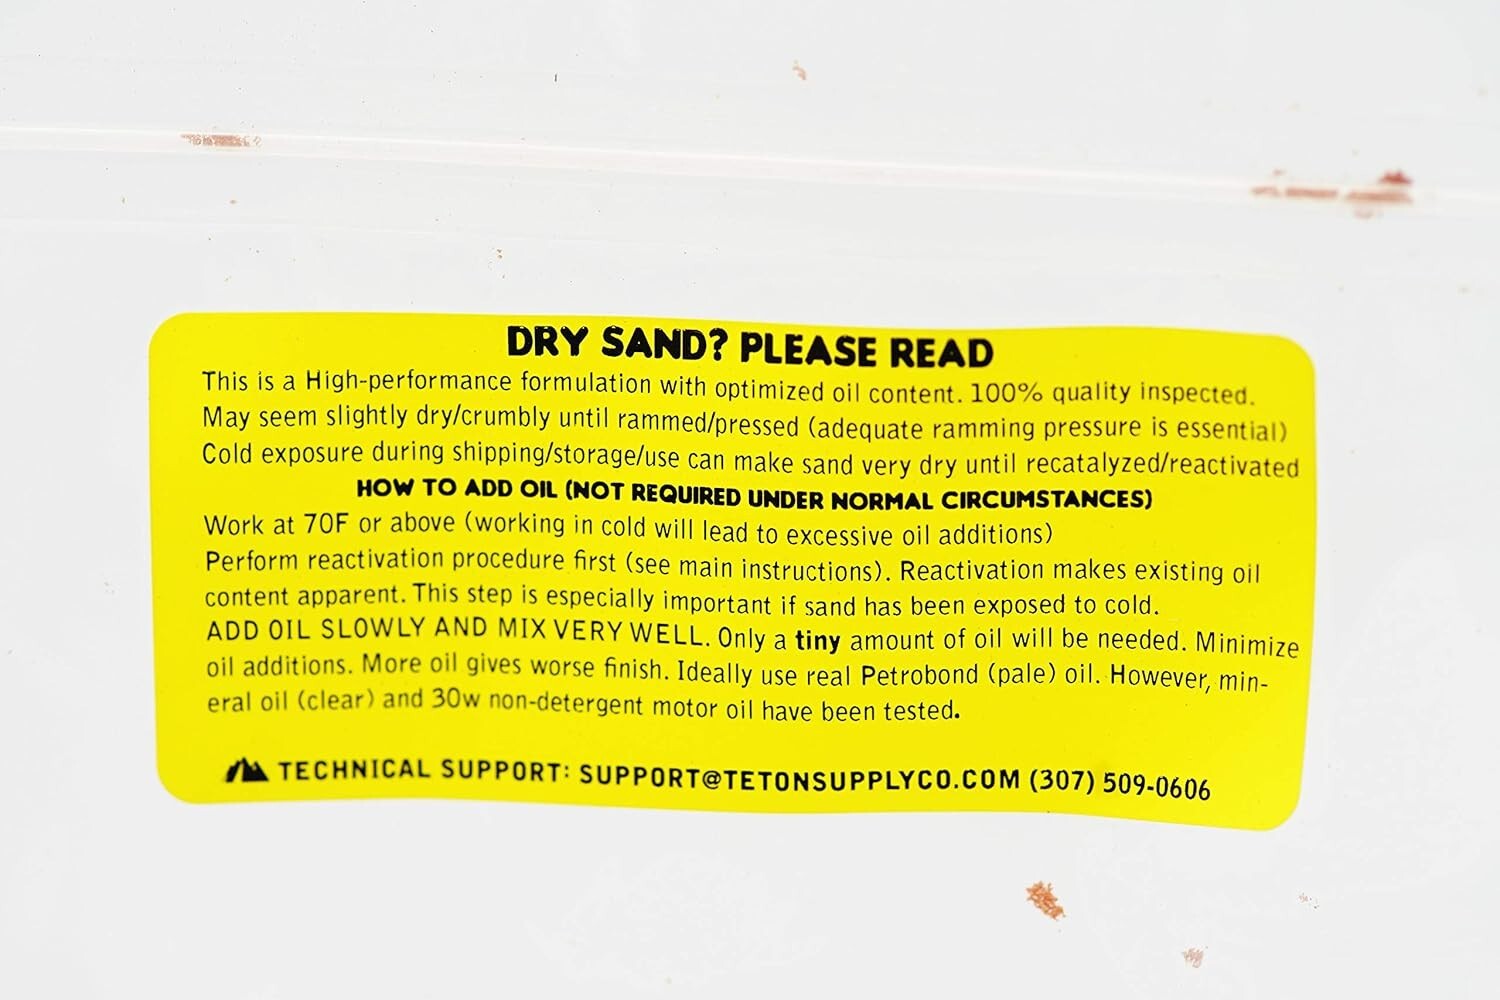 DRY SAND? PLEASE READ
This is a High-performance formulation with optimized oil content. 100% quality inspected.
May seem slightly dry/crumbly until rammed/pressed (adequate ramming pressure is essential)
Cold exposure during shipping/storage/use can make sand very dry until recatalyzed/reactivated
HOW TO ADD OIL (NOT REQUIRED UNDER NORMAL CIRCUMSTANCES)
Work at 70F or above (working in cold will lead to excessive oil additions)
Perform reactivation procedure first (see main instructions). Reactivation makes existing oil
content apparent. This step is especially important if sand has been exposed to cold.
ADD OIL SLOWLY AND MIX VERY WELL. Only a tiny amount of oil will be needed. Minimize
oil additions. More oil gives worse finish. Ideally use real Petrobond (pale) oil. However, min-
eral oil (clear) and 30w non-detergent motor oil have been tested.
TECHNICAL SUPPORT: SUPPORT@TETONSUPPLYCO.COM (307) 509-0606